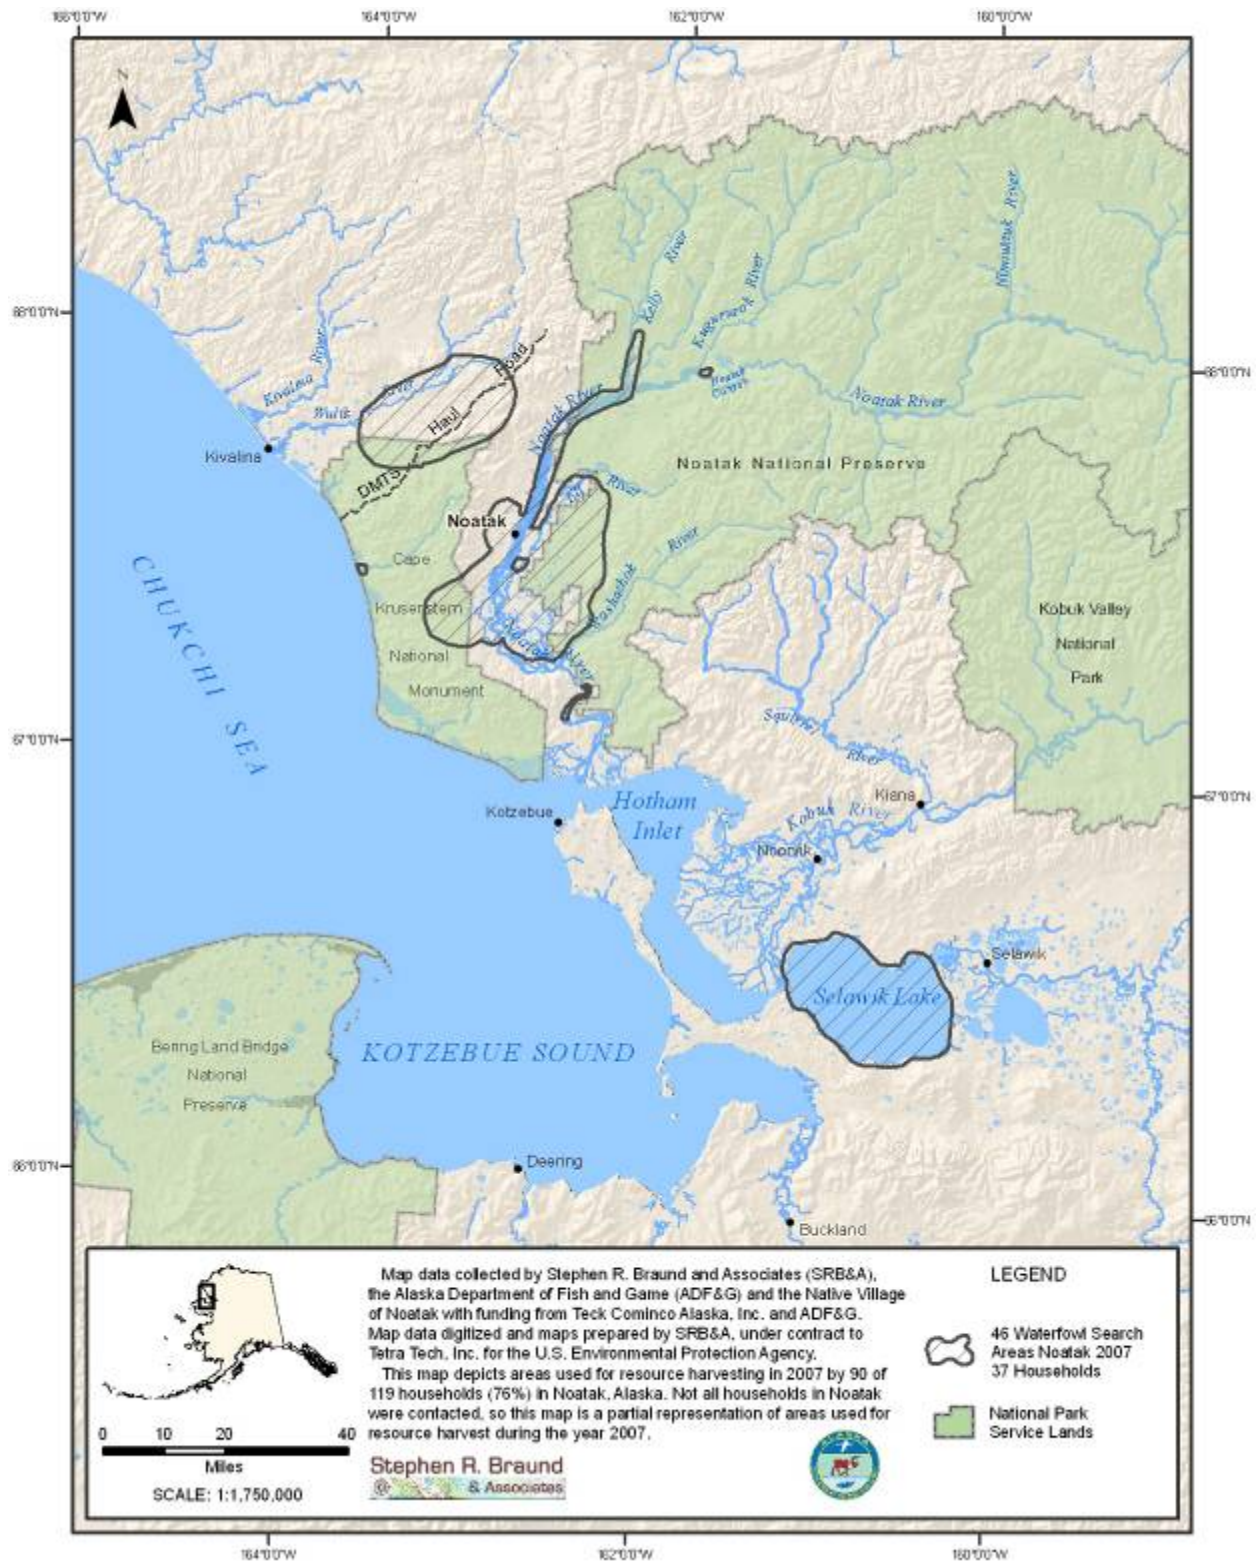 166°0'0"W
164°0'0"W
162°0'0"W
160°0'0"W
N
68°0'0"N
68°0'0"N
Kelly
River
Kugururok River
Nimiuktuk River
Kivalina
River
Wulik
River
Haul
Road
DMTS
Noatak River
Noatak River
Kivalina
Noatak National Preserve
Noatak
Eli
River
River
Cape
Krusenstern
National
Monument
Noatak
River
Kobuk Valley
National
Park
CHUKCHI SEA
67°0'0"N
67°0'0"N
Squirrel
River
Kiana
Kobuk
River
Noorvik
Kotzebue
Hotham
Inlet
Selawik
Selawik Lake
Bering Land Bridge
National
Preserve
KOTZEBUE SOUND
66°0'0"N
66°0'0"N
Deering
Buckland
Map data collected by Stephen R. Braund and Associates (SRB&A),
the Alaska Department of Fish and Game (ADF&G) and the Native Village
of Noatak with funding from Teck Cominco Alaska, Inc. and ADF&G.
Map data digitized and maps prepared by SRB&A, under contract to
Tetra Tech, Inc. for the U.S. Environmental Protection Agency.
This map depicts areas used for resource harvesting in 2007 by 90 of
119 households (76%) in Noatak, Alaska. Not all households in Noatak
were contacted, so this map is a partial representation of areas used for
resource harvest during the year 2007.
LEGEND
46 Waterfowl Search
Areas Noatak 2007
37 Households
National Park
Service Lands
0 10 20 40
Miles
SCALE: 1:1,750,000
Stephen R. Braund
& Associates
ALASKA
164°0'0"W
162°0'0"W
160°0'0"W